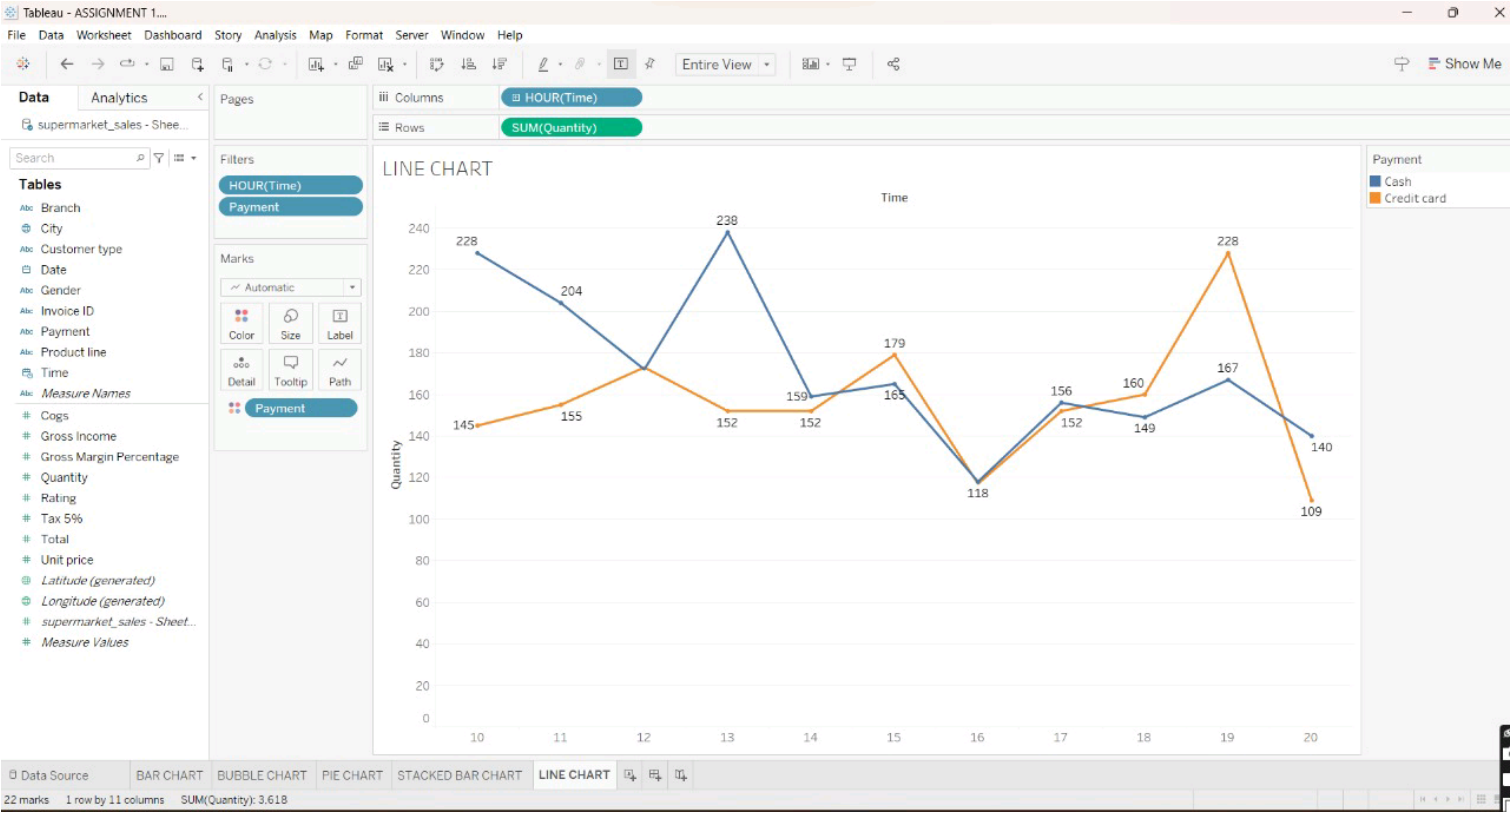 Tableau - ASSIGNMENT 1....
File Data Worksheet Dashboard Story Analysis Map Format Server Window Help
Entire View
Show Me
Data Analytics
supermarket_sales - Shee...
Search
Tables
Abc Branch
City
Abc Customer type
Date
Abc Gender
Abc Invoice ID
Abc Payment
Abc Product line
Time
Abc Measure Names
# Cogs
# Gross Income
# Gross Margin Percentage
# Quantity
# Rating
# Tax 5%
# Total
# Unit price
Latitude (generated)
Longitude (generated)
# supermarket_sales - Sheet...
# Measure Values
Pages
Filters
HOUR(Time)
Payment
Marks
Automatic
Color Size Label
Detail Tooltip Path
Payment
Columns HOUR(Time)
Rows SUM(Quantity)
LINE CHART
Time
Quantity
240
220
200
180
160
140
120
100
80
60
40
20
0
228
204
238
159
165
118
156
149
167
140
145
155
152
152
179
152
160
228
109
10 11 12 13 14 15 16 17 18 19 20
Payment
Cash
Credit card
Data Source BAR CHART BUBBLE CHART PIE CHART STACKED BAR CHART LINE CHART
22 marks 1 row by 11 columns SUM(Quantity): 3,618